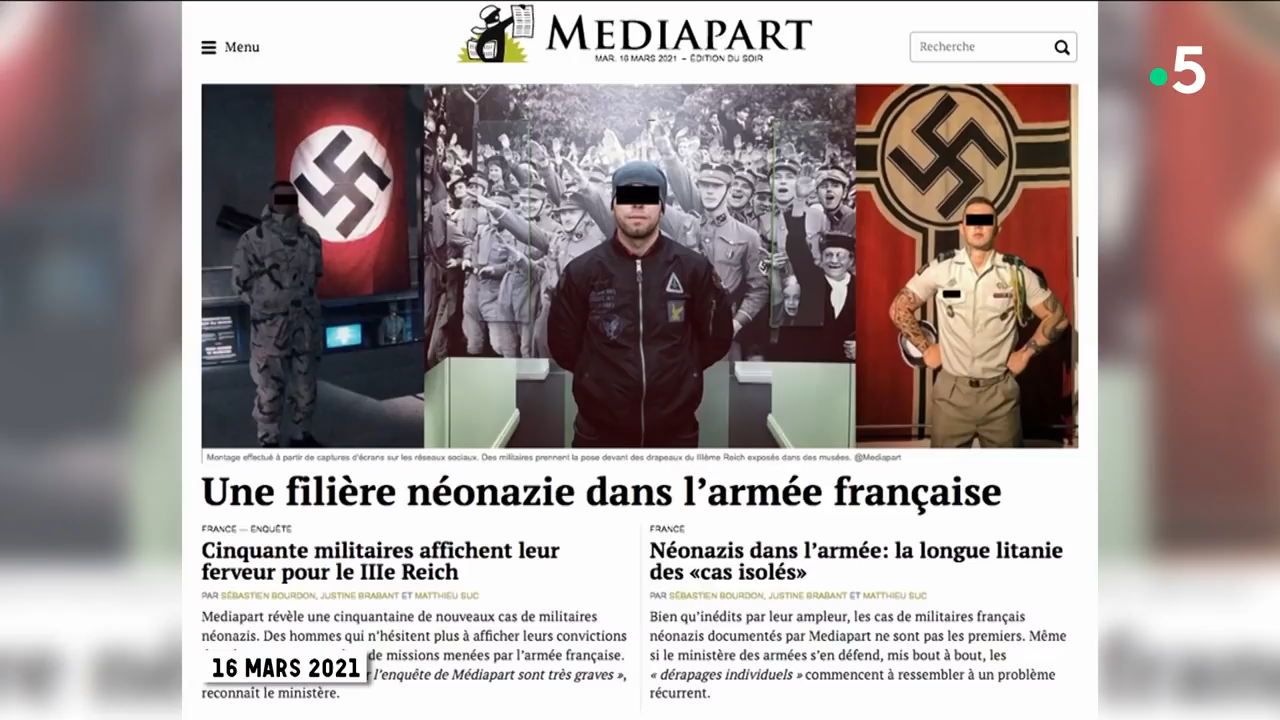 Menu
MEDIAPART
MAR. 16 MARS 2021 – ÉDITION DU SOIR
Recherche
5
Montage effectué à partir de captures d'écrans sur les réseaux sociaux. Des militaires prennent la pose devant des drapeaux du IIIème Reich exposés dans des musées. @Mediapart
Une filière néonazie dans l'armée française
FRANCE — ENQUÊTE
Cinquante militaires affichent leur
ferveur pour le IIIe Reich
PAR SÉBASTIEN BOURDON, JUSTINE BRABANT ET MATTHIEU SUC
Mediapart révèle une cinquantaine de nouveaux cas de militaires
néonazis. Des hommes qui n'hésitent plus à afficher leurs convictions
de missions menées par l'armée française.
l'enquête de Médiapart sont très graves »,
reconnaît le ministère.
16 MARS 2021
FRANCE
Néonazis dans l'armée: la longue litanie
des «cas isolés»
PAR SÉBASTIEN BOURDON, JUSTINE BRABANT ET MATTHIEU SUC
Bien qu'inédits par leur ampleur, les cas de militaires français
néonazis documentés par Mediapart ne sont pas les premiers. Même
si le ministère des armées s'en défend, mis bout à bout, les
« dérapages individuels » commencent à ressembler à un problème
récurrent.